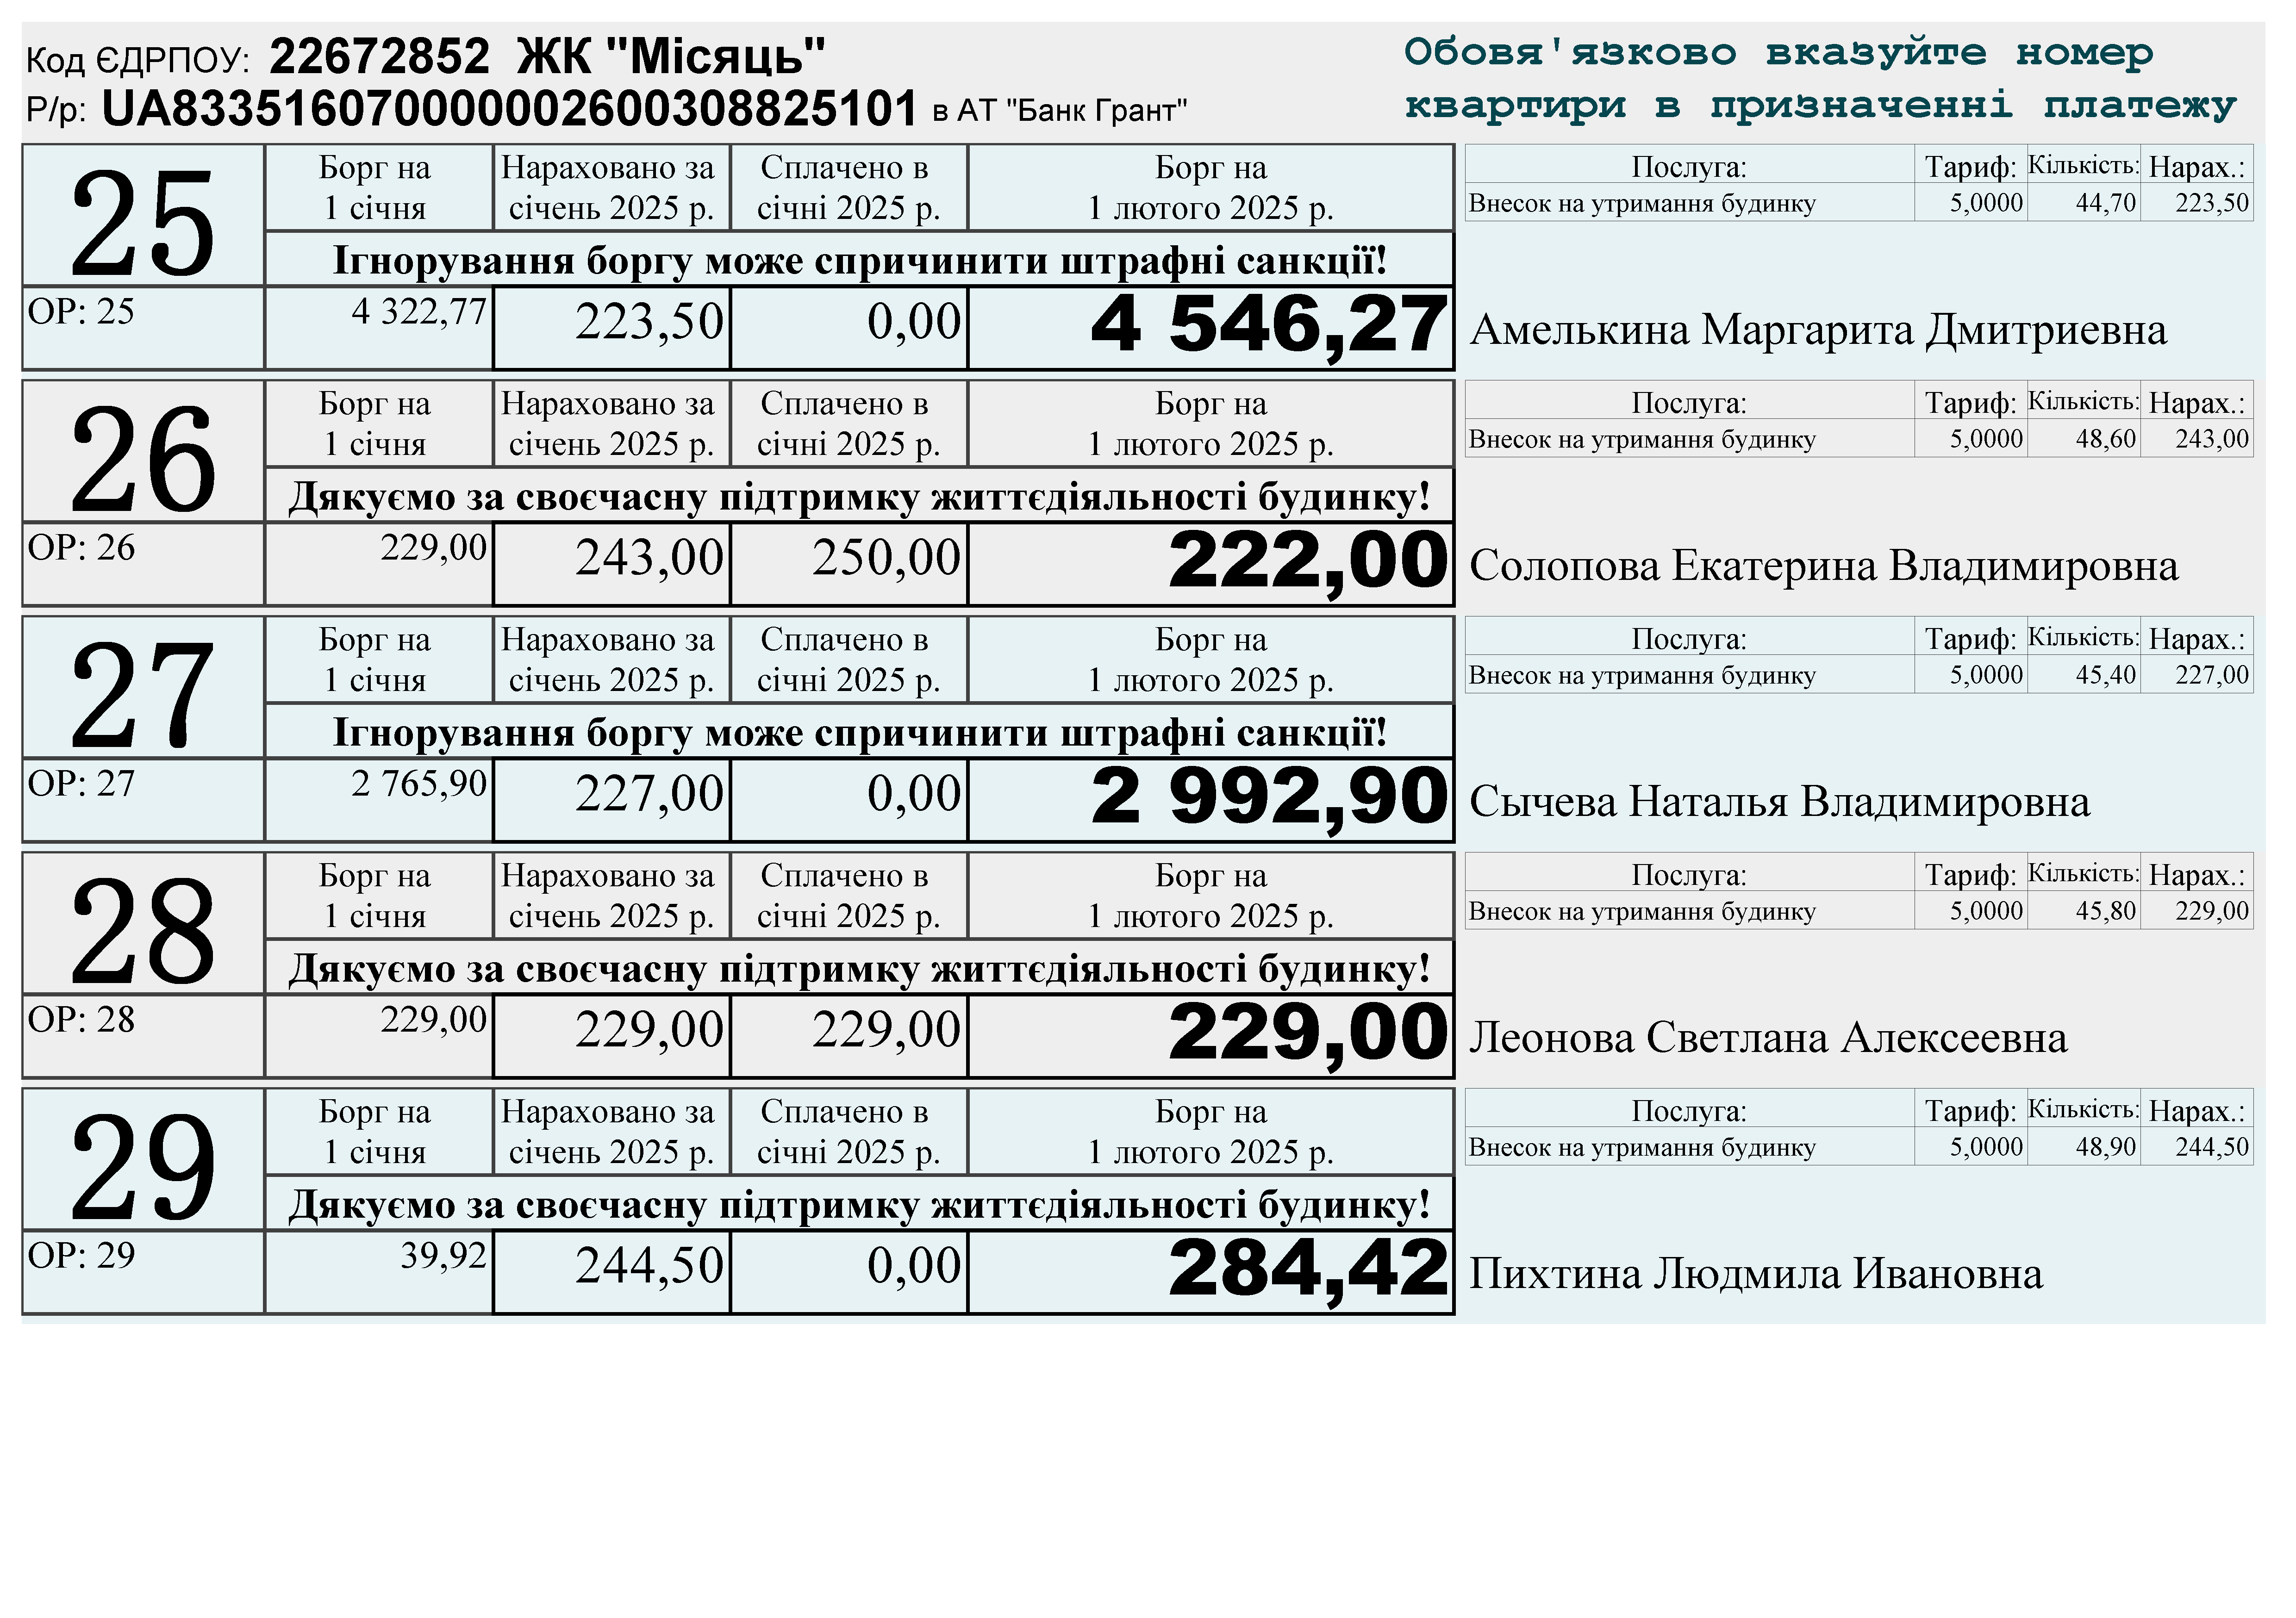 Код ЄДРПОУ: 22672852 ЖК "Місяць"
Р/р: UA833516070000002600308825101 в АТ "Банк Грант"
Обовя'язково вказуйте номер
квартири в призначенні платежу
25
Борг на
1 січня
Нараховано за
січень 2025 р.
Сплачено в
січні 2025 р.
Борг на
1 лютого 2025 р.
Ігнорування боргу може спричинити штрафні санкції!
ОР: 25 4 322,77 223,50 0,00 4 546,27
Послуга: Тариф: Кількість: Нарах.:
Внесок на утримання будинку 5,0000 44,70 223,50
Амелькина Маргарита Дмитриевна
26
Борг на
1 січня
Нараховано за
січень 2025 р.
Сплачено в
січні 2025 р.
Борг на
1 лютого 2025 р.
Дякуємо за своєчасну підтримку життєдіяльності будинку!
ОР: 26 229,00 243,00 250,00 222,00
Послуга: Тариф: Кількість: Нарах.:
Внесок на утримання будинку 5,0000 48,60 243,00
Солопова Екатерина Владимировна
27
Борг на
1 січня
Нараховано за
січень 2025 р.
Сплачено в
січні 2025 р.
Борг на
1 лютого 2025 р.
Ігнорування боргу може спричинити штрафні санкції!
ОР: 27 2 765,90 227,00 0,00 2 992,90
Послуга: Тариф: Кількість: Нарах.:
Внесок на утримання будинку 5,0000 45,40 227,00
Сычева Наталья Владимировна
28
Борг на
1 січня
Нараховано за
січень 2025 р.
Сплачено в
січні 2025 р.
Борг на
1 лютого 2025 р.
Дякуємо за своєчасну підтримку життєдіяльності будинку!
ОР: 28 229,00 229,00 229,00 229,00
Послуга: Тариф: Кількість: Нарах.:
Внесок на утримання будинку 5,0000 45,80 229,00
Леонова Светлана Алексеевна
29
Борг на
1 січня
Нараховано за
січень 2025 р.
Сплачено в
січні 2025 р.
Борг на
1 лютого 2025 р.
Дякуємо за своєчасну підтримку життєдіяльності будинку!
ОР: 29 39,92 244,50 0,00 284,42
Послуга: Тариф: Кількість: Нарах.:
Внесок на утримання будинку 5,0000 48,90 244,50
Пихтина Людмила Ивановна